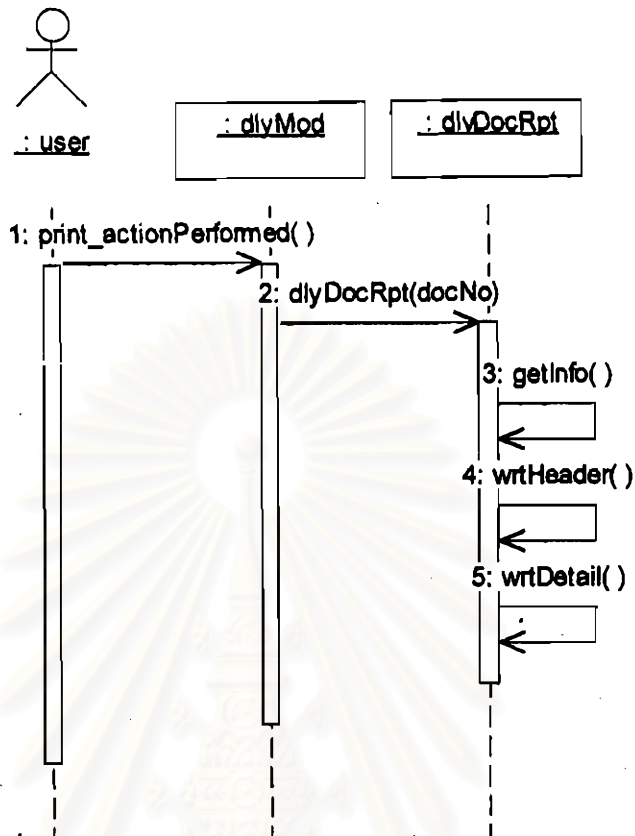 : user
: dlyMod
: dlyDocRpt
1: print_actionPerformed( )
2: dlyDocRpt(docNo)
3: getInfo( )
4: wrtHeader( )
5: wrtDetail( )